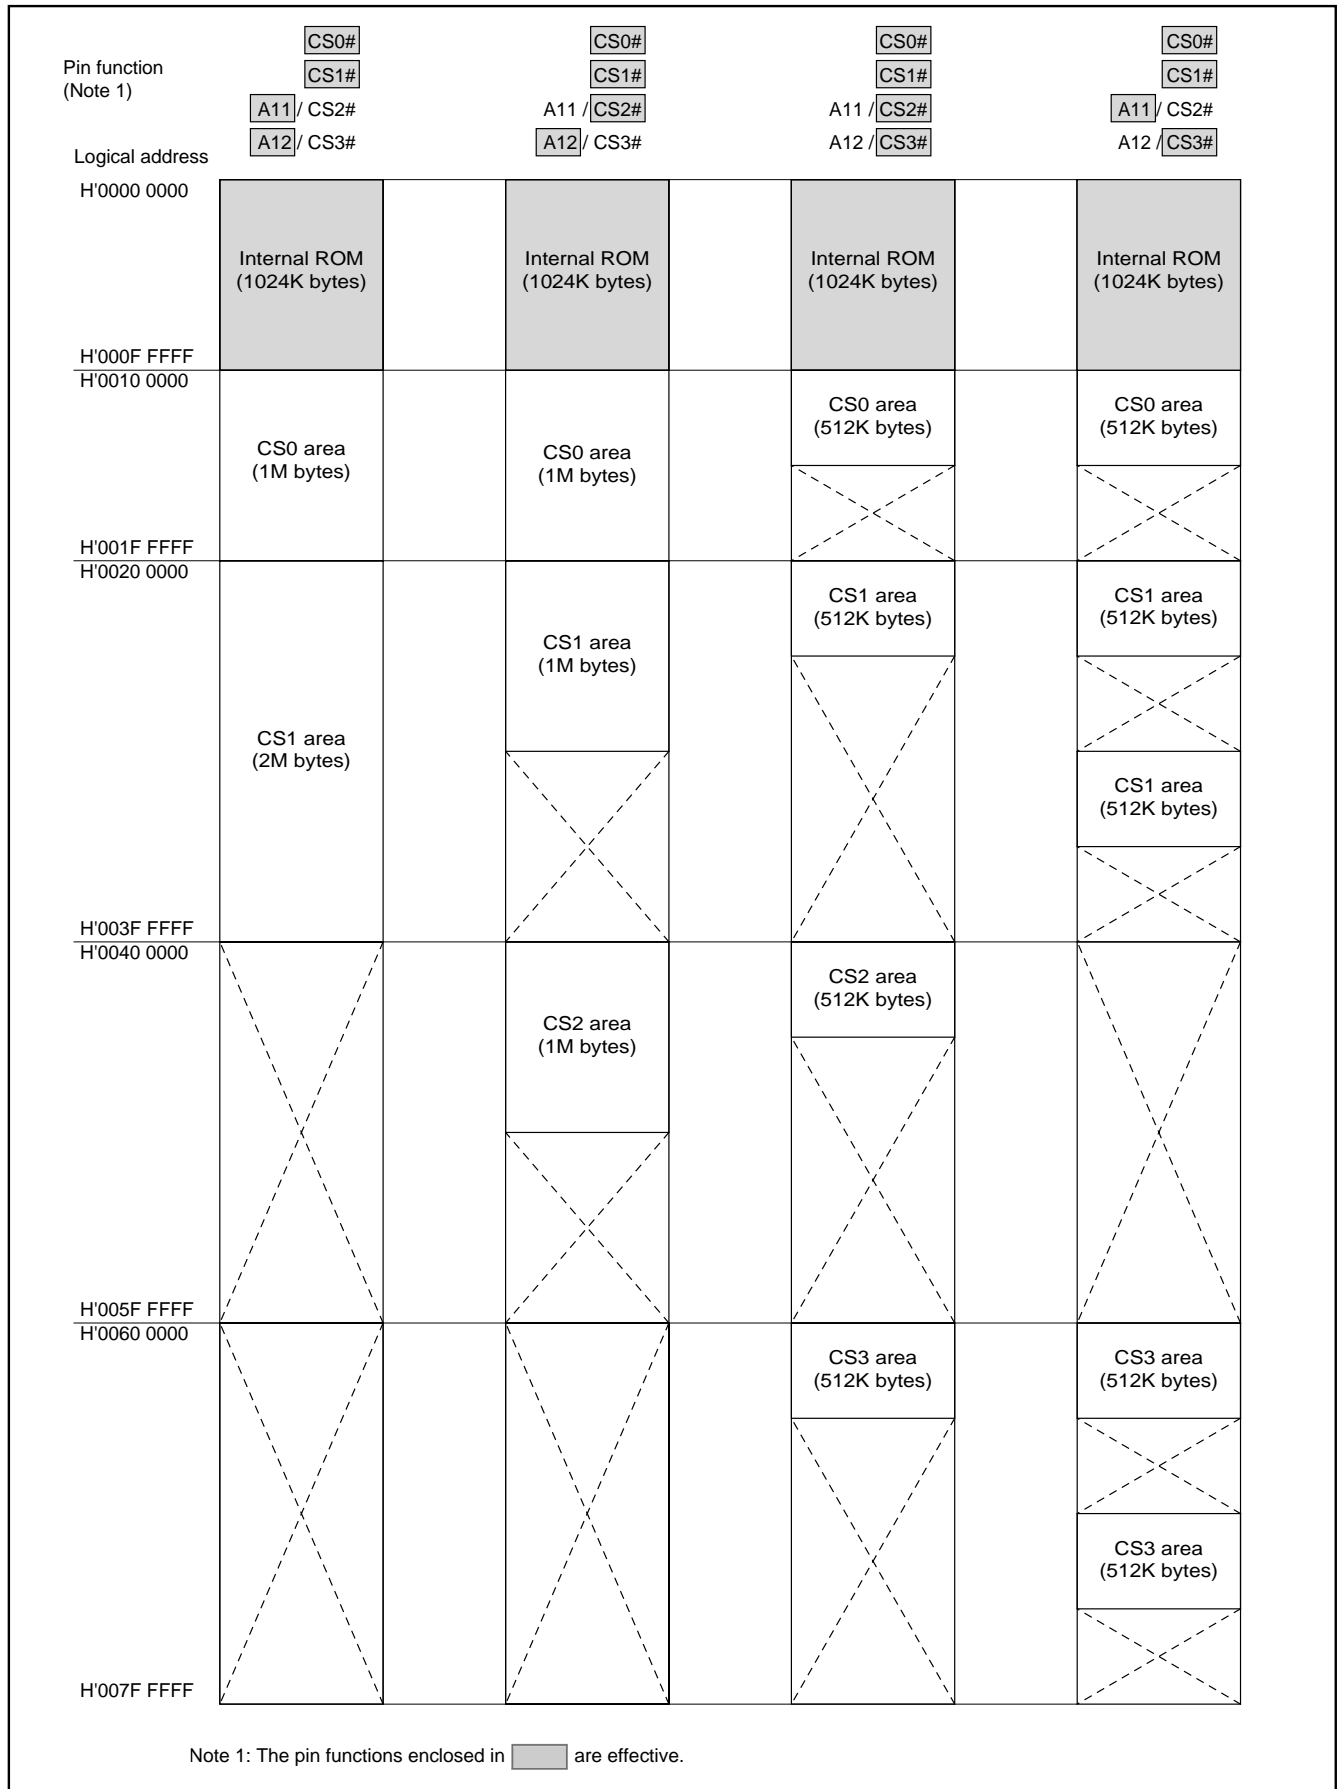 CS0# CS0# CS0# CS0#
Pin function
(Note 1)
CS1# CS1# CS1# CS1#
A11 / CS2# A11 / CS2# A11 / CS2# A11 / CS2#
A12 / CS3# A12 / CS3# A12 / CS3# A12 / CS3#
Logical address
H'0000 0000
Internal ROM Internal ROM Internal ROM Internal ROM
(1024K bytes) (1024K bytes) (1024K bytes) (1024K bytes)
H'000F FFFF
H'0010 0000
CS0 area CS0 area
(512K bytes) (512K bytes)
CS0 area CS0 area
(1M bytes) (1M bytes)
H'001F FFFF
H'0020 0000
CS1 area CS1 area
(512K bytes) (512K bytes)
CS1 area
(1M bytes)
CS1 area
(2M bytes)
CS1 area
(512K bytes)
H'003F FFFF
H'0040 0000
CS2 area
(512K bytes)
CS2 area
(1M bytes)
H'005F FFFF
H'0060 0000
CS3 area CS3 area
(512K bytes) (512K bytes)
CS3 area
(512K bytes)
H'007F FFFF
Note 1: The pin functions enclosed in are effective.